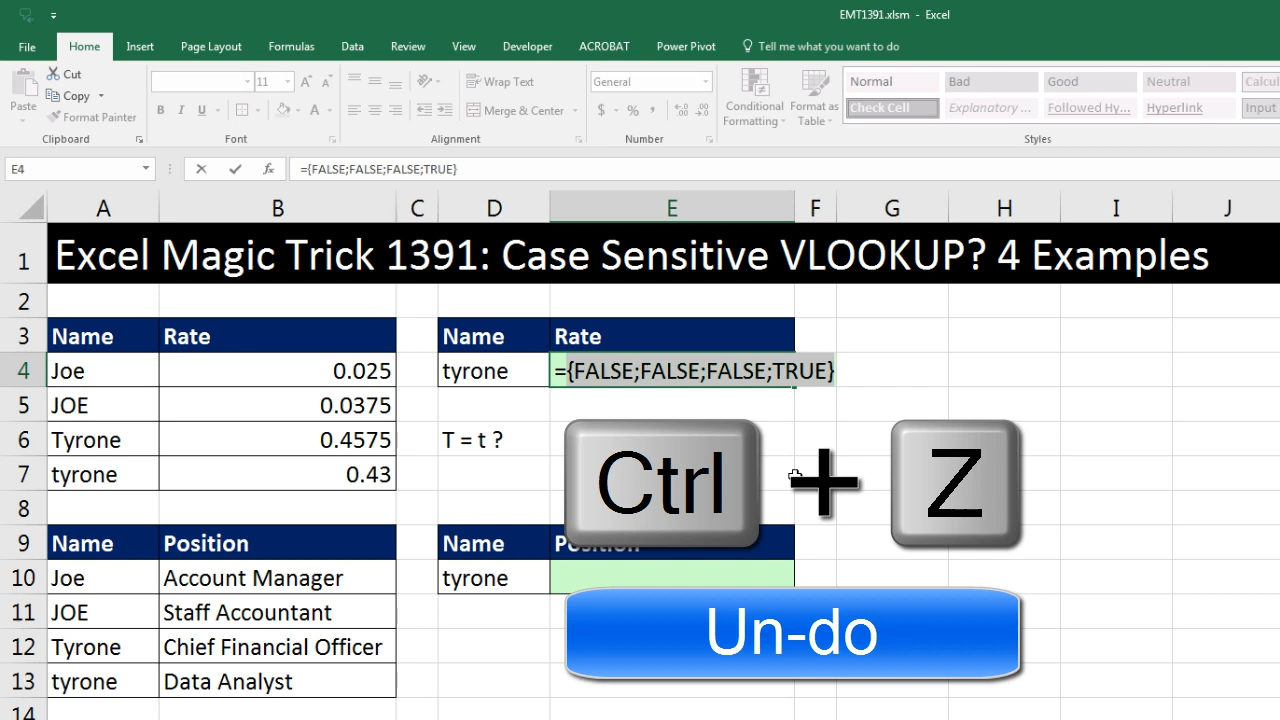 EMT1391.xlsm - Excel
File Home Insert Page Layout Formulas Data Review View Developer ACROBAT Power Pivot Tell me what you want to do
Paste
Cut
Copy
Format Painter
Clipboard
11
B I U
Font
Wrap Text
Merge & Center
Alignment
General
$ % ,
Number
Conditional Formatting
Format as Table
Normal Bad Good Neutral Calcul
Check Cell Explanatory ... Followed Hy... Hyperlink Input
Styles
E4 fx ={FALSE;FALSE;FALSE;TRUE}
A B C D E F G H I J
1 Excel Magic Trick 1391: Case Sensitive VLOOKUP? 4 Examples
2
3 Name Rate Name Rate
4 Joe 0.025 tyrone ={FALSE;FALSE;FALSE;TRUE}
5 JOE 0.0375
6 Tyrone 0.4575 T = t ?
7 tyrone 0.43
Ctrl + Z
8
9 Name Position Name Position
10 Joe Account Manager tyrone
11 JOE Staff Accountant
12 Tyrone Chief Financial Officer
Un-do
13 tyrone Data Analyst
14